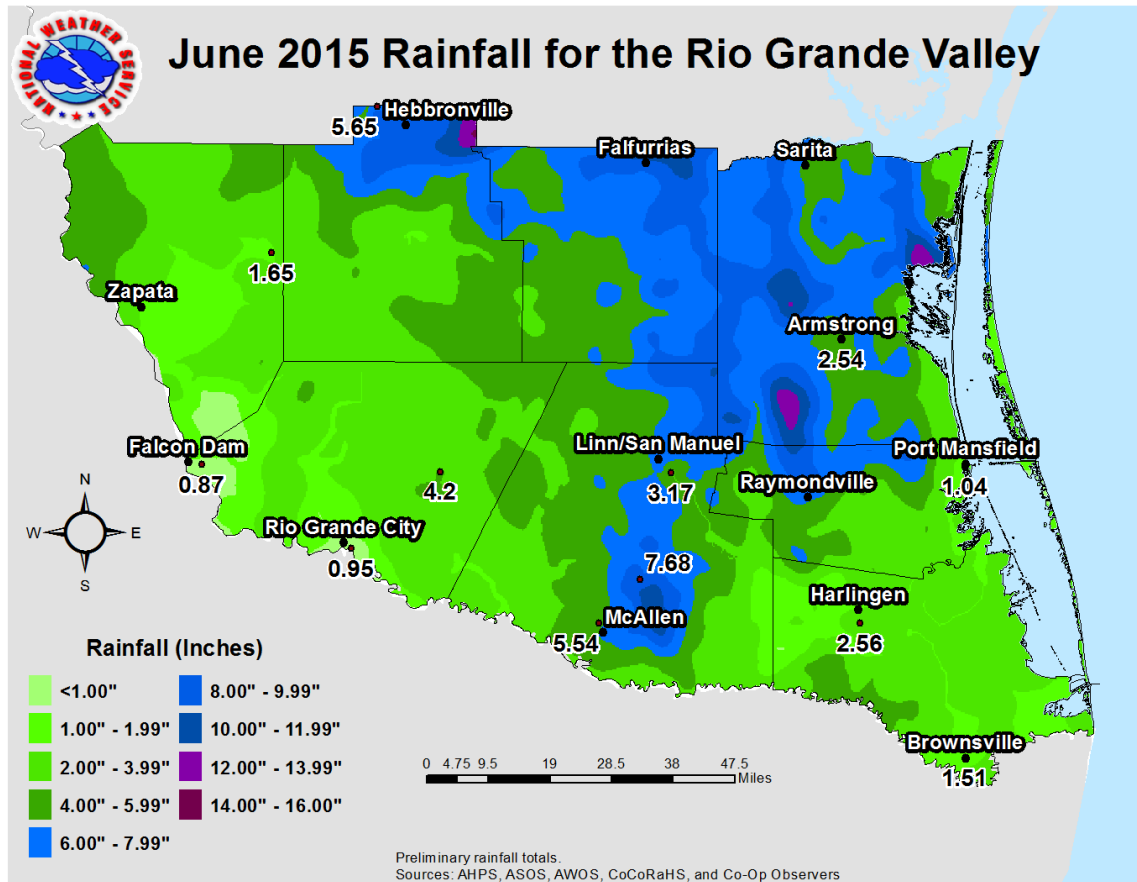 June 2015 Rainfall for the Rio Grande Valley
NATIONAL WEATHER SERVICE
Hebbronville
5.65
Falfurrias
Sarita
1.65
Zapata
Armstrong
2.54
Falcon Dam
0.87
Linn/San Manuel
3.17
Port Mansfield
1.04
Raymondville
4.2
Rio Grande City
0.95
7.68
McAllen
5.54
Harlingen
2.56
Brownsville
1.51
N
W
E
S
Rainfall (Inches)
<1.00"
1.00" - 1.99"
2.00" - 3.99"
4.00" - 5.99"
6.00" - 7.99"
8.00" - 9.99"
10.00" - 11.99"
12.00" - 13.99"
14.00" - 16.00"
0 4.75 9.5 19 28.5 38 47.5
Miles
Preliminary rainfall totals.
Sources: AHPS, ASOS, AWOS, CoCoRaHS, and Co-Op Observers